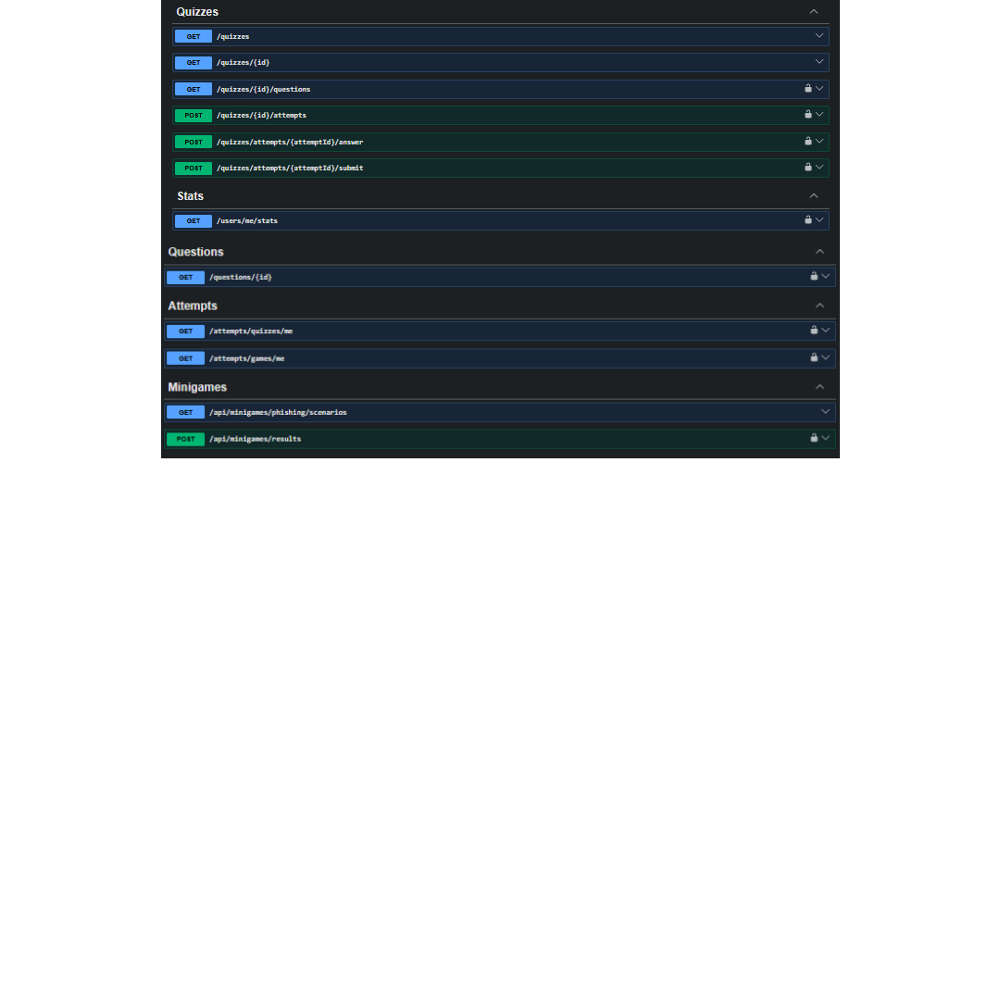 Quizzes
GET /quizzes
GET /quizzes/{id}
GET /quizzes/{id}/questions
POST /quizzes/{id}/attempts
POST /quizzes/attempts/{attemptId}/answer
POST /quizzes/attempts/{attemptId}/submit
Stats
GET /users/me/stats
Questions
GET /questions/{id}
Attempts
GET /attempts/quizzes/me
GET /attempts/games/me
Minigames
GET /api/minigames/phishing/scenarios
POST /api/minigames/results